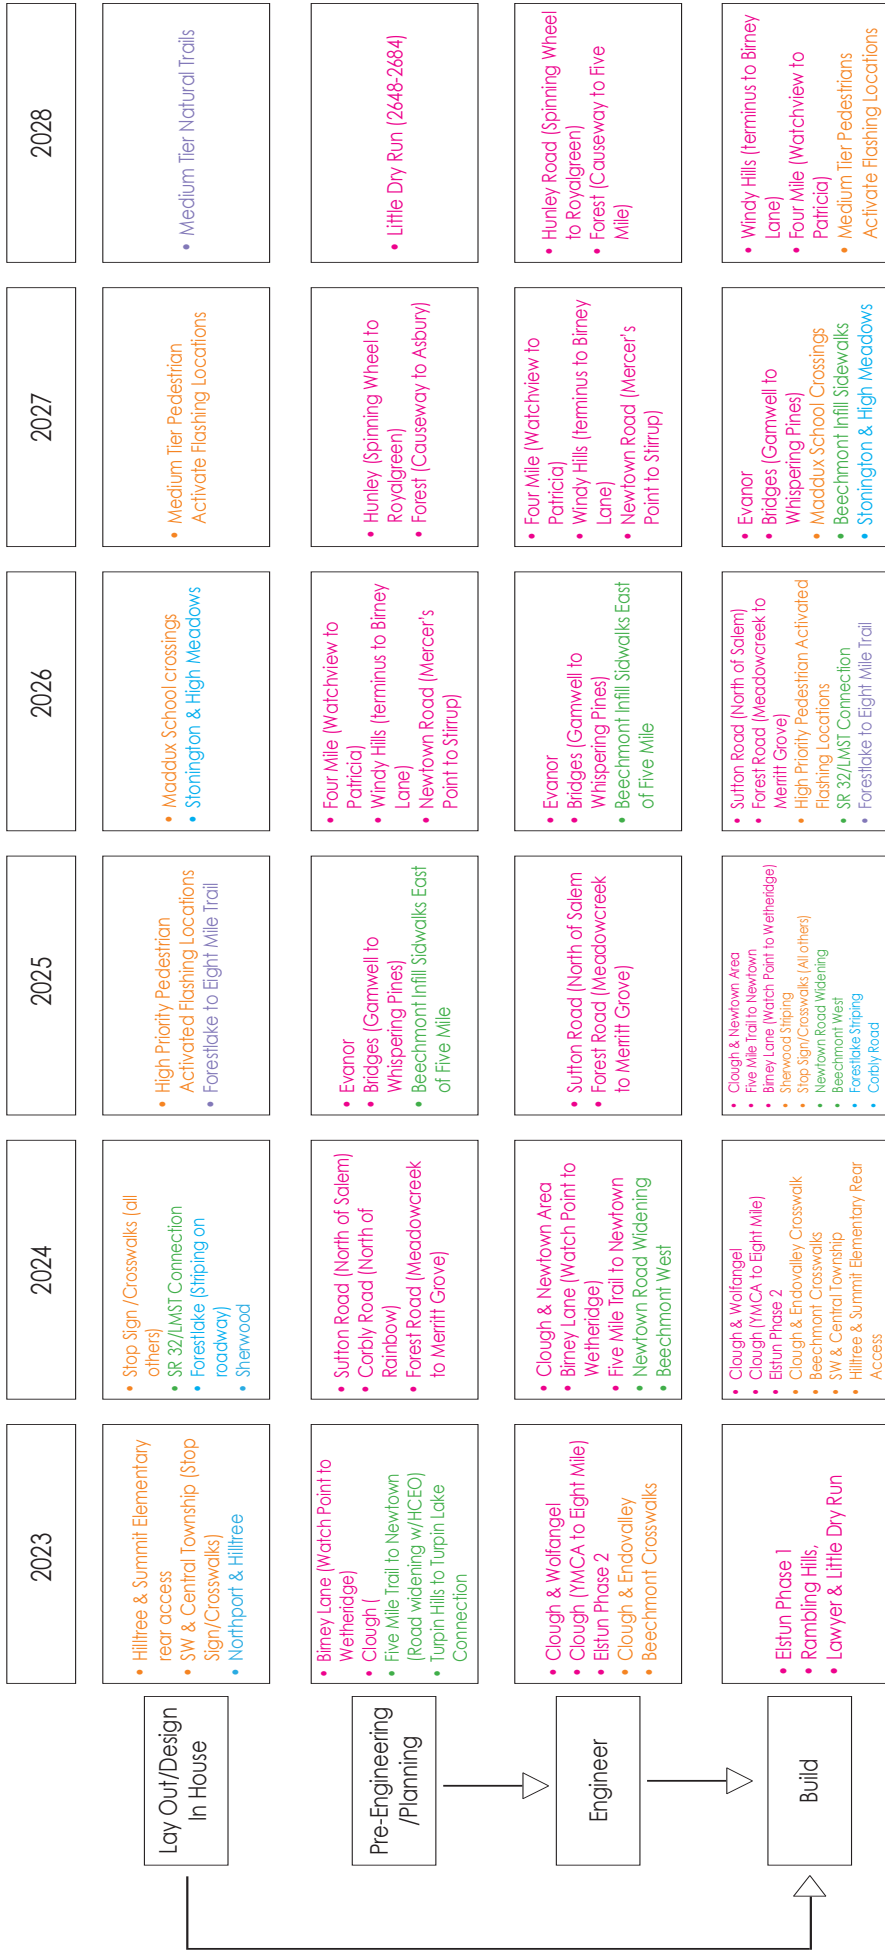 2023
2024
2025
2026
2027
2028
Lay Out/Design
In House
• Hilltree & Summit Elementary
rear access
• SW & Central Township (Stop
Sign/Crosswalks)
• Northport & Hilltree
• Stop Sign /Crosswalks (all
others)
• SR 32/LMST Connection
• Forestlake (Striping on
roadway)
• Sherwood
• High Priority Pedestrian
Activated Flashing Locations
• Forestlake to Eight Mile Trail
• Maddux School crossings
• Stonington & High Meadows
• Medium Tier Pedestrian
Activate Flashing Locations
• Medium Tier Natural Trails
Pre-Engineering
/Planning
• Birney Lane (Watch Point to
Wetheridge)
• Clough (
• Five Mile Trail to Newtown
(Road widening w/HCEO)
• Turpin Hills to Turpin Lake
Connection
• Sutton Road (North of Salem)
• Corbly Road (North of
Rainbow)
• Forest Road (Meadowcreek
to Merritt Grove)
• Evanor
• Bridges (Gamwell to
Whispering Pines)
• Beechmont Infill Sidwalks East
of Five Mile
• Four Mile (Watchview to
Patricia)
• Windy Hills (terminus to Birney
Lane)
• Newtown Road (Mercer's
Point to Stirrup)
• Hunley (Spinning Wheel to
Royalgreen)
• Forest (Causeway to Asbury)
• Little Dry Run (2648-2684)
Engineer
• Clough & Wolfangel
• Clough (YMCA to Eight Mile)
• Elstun Phase 2
• Clough & Endovalley
• Beechmont Crosswalks
• Clough & Newtown Area
• Birney Lane (Watch Point to
Wetheridge)
• Five Mile Trail to Newtown
• Newtown Road Widening
• Beechmont West
• Sutton Road (North of Salem
• Forest Road (Meadowcreek
to Merritt Grove)
• Evanor
• Bridges (Gamwell to
Whispering Pines)
• Beechmont Infill Sidwalks East
of Five Mile
• Four Mile (Watchview to
Patricia)
• Windy Hills (terminus to Birney
Lane)
• Newtown Road (Mercer's
Point to Stirrup)
• Hunley Road (Spinning Wheel
to Royalgreen)
• Forest (Causeway to Five
Mile)
Build
• Elstun Phase 1
• Rambling Hills,
• Lawyer & Little Dry Run
• Clough & Wolfangel
• Clough (YMCA to Eight Mile)
• Elstun Phase 2
• Clough & Endovalley Crosswalk
• Beechmont Crosswalks
• SW & Central Township
• Hilltree & Summit Elementary Rear
Access
• Clough & Newtown Area
• Five Mile Trail to Newtown
• Birney Lane (Watch Point to Wetheridge)
• Sherwood Striping
• Stop Sign/Crosswalks (All others)
• Newtown Road Widening
• Beechmont West
• Forestlake Striping
• Corbly Road
• Sutton Road (North of Salem)
• Forest Road (Meadowcreek to
Merritt Grove)
• High Priority Pedestrian Activated
Flashing Locations
• SR 32/LMST Connection
• Forestlake to Eight Mile Trail
• Evanor
• Bridges (Gamwell to
Whispering Pines)
• Maddux School Crossings
• Beechmont Infill Sidewalks
• Stonington & High Meadows
• Windy Hills (terminus to Birney
Lane)
• Four Mile (Watchview to
Patricia)
• Medium Tier Pedestrians
Activate Flashing Locations